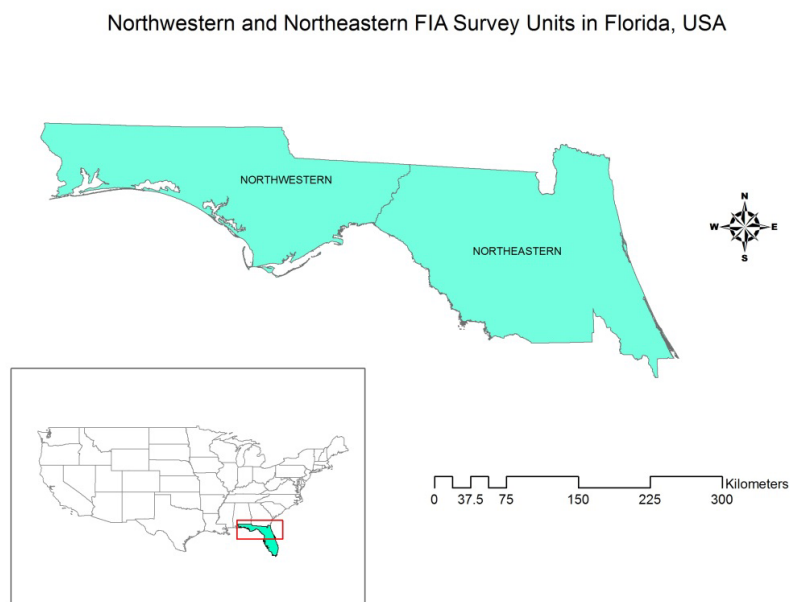 Northwestern and Northeastern FIA Survey Units in Florida, USA
NORTHWESTERN
NORTHEASTERN
N
W E
S
Kilometers
0 37.5 75 150 225 300